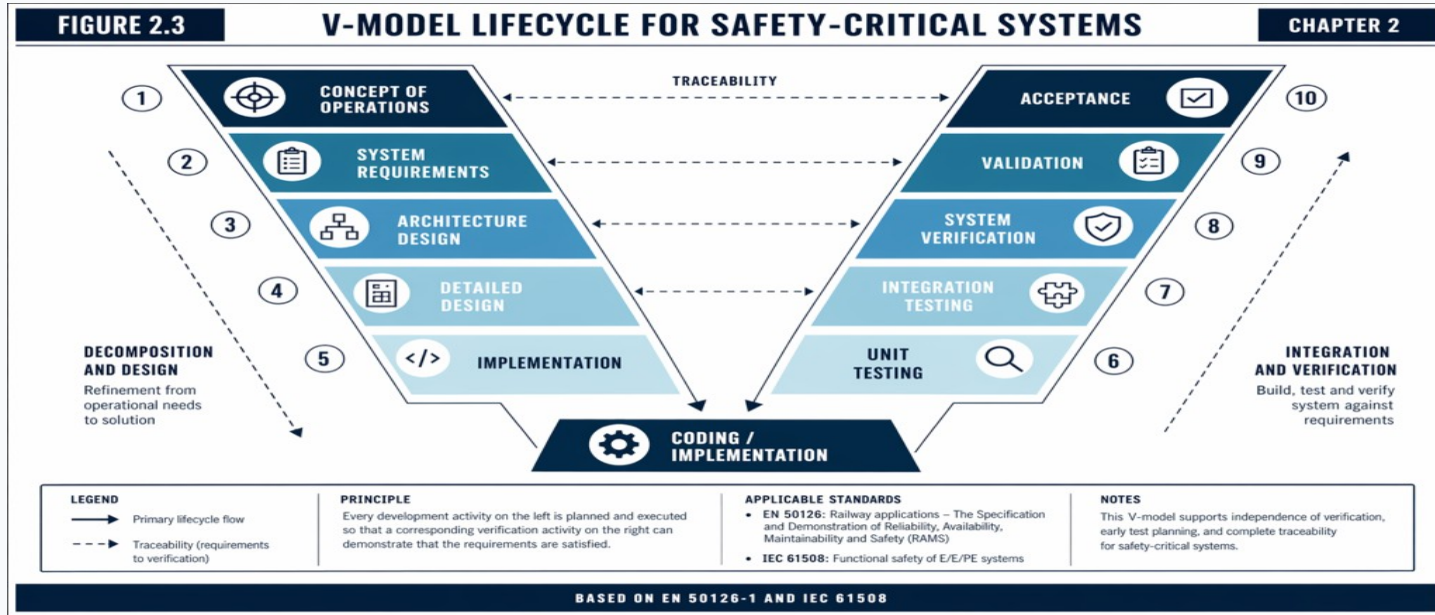 FIGURE 2.3
V-MODEL LIFECYCLE FOR SAFETY-CRITICAL SYSTEMS
CHAPTER 2
TRACEABILITY
1
CONCEPT OF
OPERATIONS
ACCEPTANCE
10
2
SYSTEM
REQUIREMENTS
VALIDATION
9
3
ARCHITECTURE
DESIGN
SYSTEM
VERIFICATION
8
4
DETAILED
DESIGN
INTEGRATION
TESTING
7
5
</>
IMPLEMENTATION
UNIT
TESTING
6
DECOMPOSITION
AND DESIGN
Refinement from
operational needs
to solution
INTEGRATION
AND VERIFICATION
Build, test and verify
system against
requirements
CODING /
IMPLEMENTATION
LEGEND
Primary lifecycle flow
Traceability (requirements
to verification)
PRINCIPLE
Every development activity on the left is planned and executed
so that a corresponding verification activity on the right can
demonstrate that the requirements are satisfied.
APPLICABLE STANDARDS
• EN 50126: Railway applications – The Specification
and Demonstration of Reliability, Availability,
Maintainability and Safety (RAMS)
• IEC 61508: Functional safety of E/E/PE systems
NOTES
This V-model supports independence of verification,
early test planning, and complete traceability
for safety-critical systems.
BASED ON EN 50126-1 AND IEC 61508